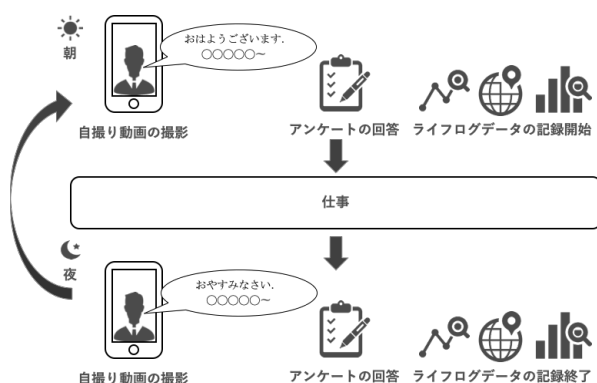 朝
おはようございます.
○○○○○~
自撮り動画の撮影
アンケートの回答
ライフログデータの記録開始
仕事
夜
おやすみなさい.
○○○○○~
自撮り動画の撮影
アンケートの回答
ライフログデータの記録終了